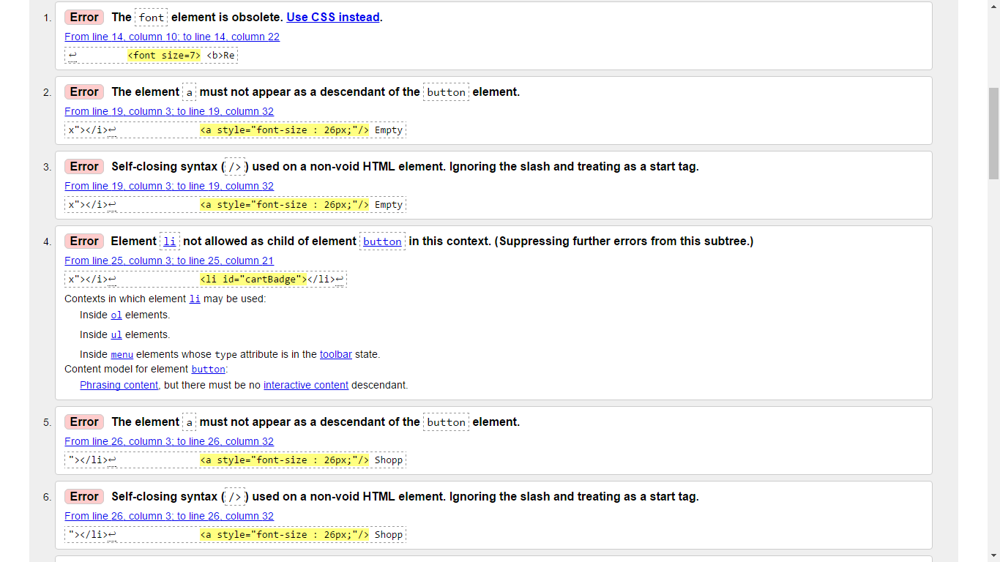 1. Error The font element is obsolete. Use CSS instead.
From line 14, column 10; to line 14, column 22
↩ <font size=7> <b>Re
2. Error The element a must not appear as a descendant of the button element.
From line 19, column 3; to line 19, column 32
x"></i>↩ <a style="font-size : 26px;"/> Empty
3. Error Self-closing syntax (/>) used on a non-void HTML element. Ignoring the slash and treating as a start tag.
From line 19, column 3; to line 19, column 32
x"></i>↩ <a style="font-size : 26px;"/> Empty
4. Error Element li not allowed as child of element button in this context. (Suppressing further errors from this subtree.)
From line 25, column 3; to line 25, column 21
x"></i>↩ <li id="cartBadge"></li>↩
Contexts in which element li may be used:
Inside ol elements.
Inside ul elements.
Inside menu elements whose type attribute is in the toolbar state.
Content model for element button:
Phrasing content, but there must be no interactive content descendant.
5. Error The element a must not appear as a descendant of the button element.
From line 26, column 3; to line 26, column 32
"></li>↩ <a style="font-size : 26px;"/> Shopp
6. Error Self-closing syntax (/>) used on a non-void HTML element. Ignoring the slash and treating as a start tag.
From line 26, column 3; to line 26, column 32
"></li>↩ <a style="font-size : 26px;"/> Shopp